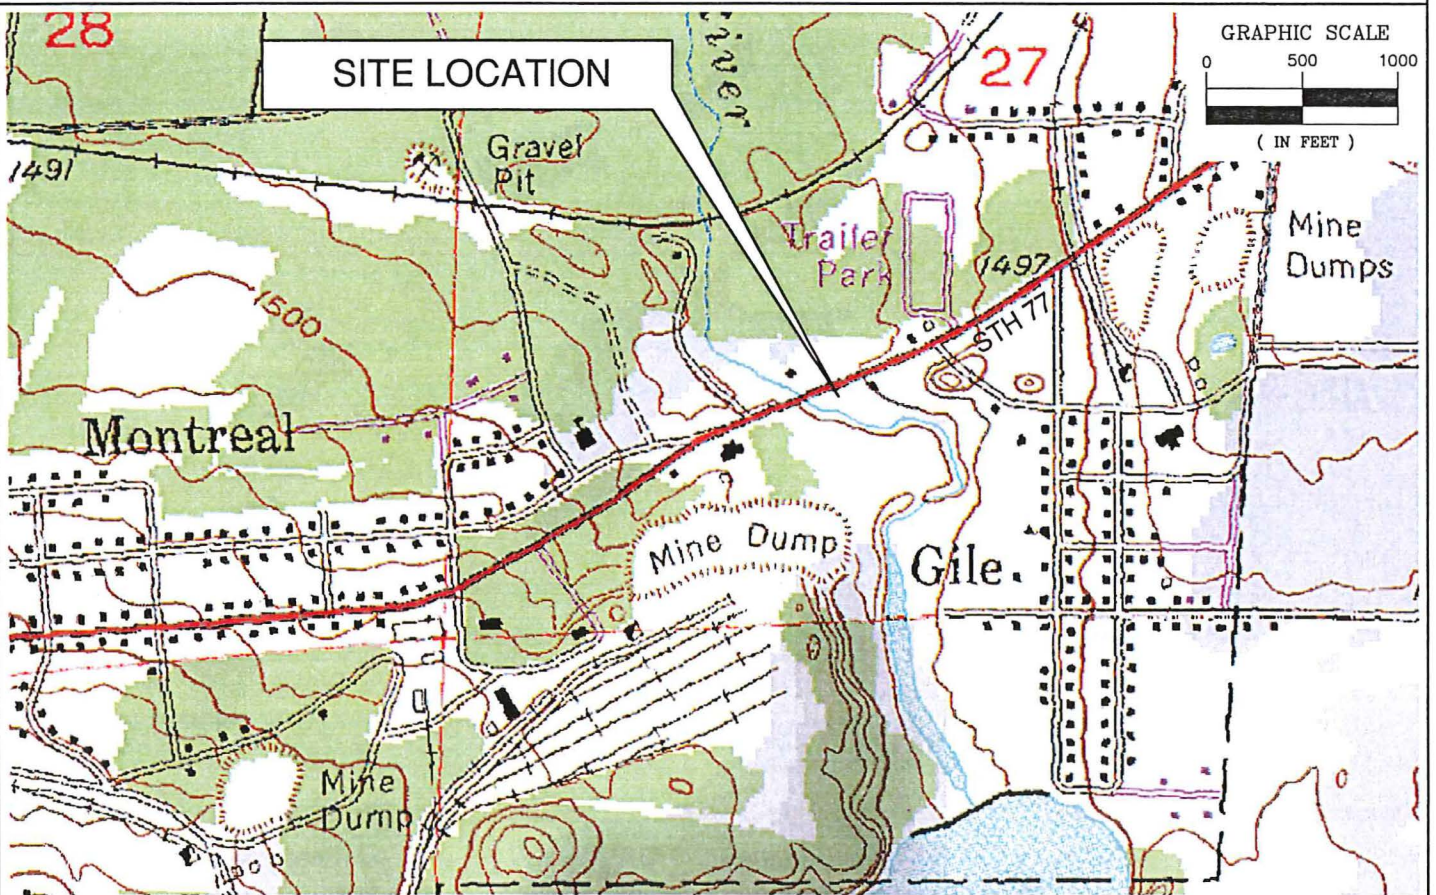 28
SITE LOCATION
iver
27
GRAPHIC SCALE
0 500 1000
( IN FEET )
Gravel
Pit
1491
Trailer
Park
1497
STH 77
Mine
Dumps
1500
Montreal
Mine Dump
Gile
Mine
Dump